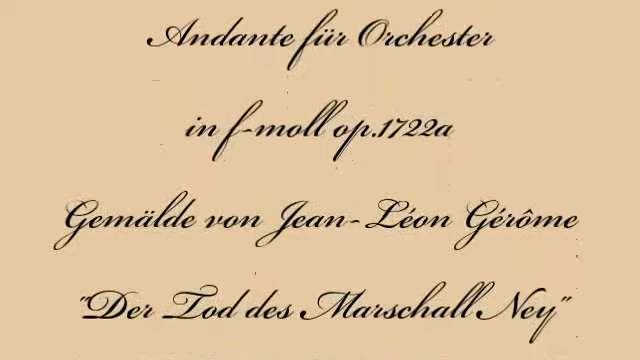 Andante für Orchester
in f-moll op.1722a
Gemälde von Jean-Léon Gérôme
"Der Tod des Marschall Ney"